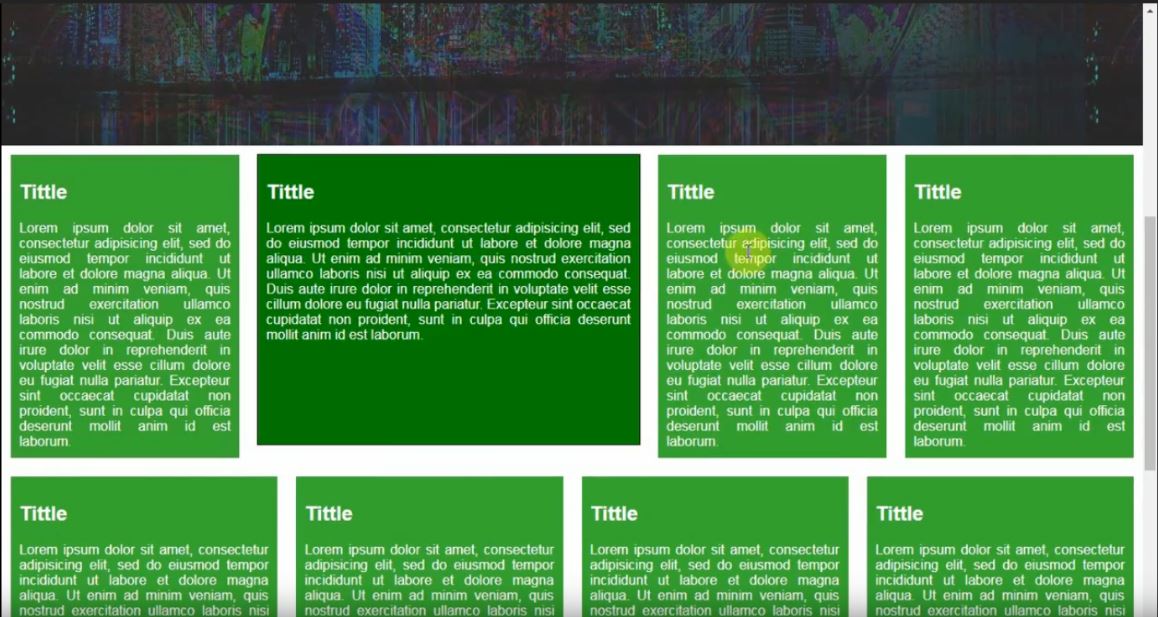 Tittle
Lorem ipsum dolor sit amet,
consectetur adipisicing elit, sed do
eiusmod tempor incididunt ut
labore et dolore magna aliqua. Ut
enim ad minim veniam, quis
nostrud exercitation ullamco
laboris nisi ut aliquip ex ea
commodo consequat. Duis aute
irure dolor in reprehenderit in
voluptate velit esse cillum dolore
eu fugiat nulla pariatur. Excepteur
sint occaecat cupidatat non
proident, sunt in culpa qui officia
deserunt mollit anim id est
laborum.
Tittle
Lorem ipsum dolor sit amet, consectetur adipisicing elit, sed
do eiusmod tempor incididunt ut labore et dolore magna
aliqua. Ut enim ad minim veniam, quis nostrud exercitation
ullamco laboris nisi ut aliquip ex ea commodo consequat.
Duis aute irure dolor in reprehenderit in voluptate velit esse
cillum dolore eu fugiat nulla pariatur. Excepteur sint occaecat
cupidatat non proident, sunt in culpa qui officia deserunt
mollit anim id est laborum.
Tittle
Lorem ipsum dolor sit amet,
consectetur adipisicing elit, sed do
eiusmod tempor incididunt ut
labore et dolore magna aliqua. Ut
enim ad minim veniam, quis
nostrud exercitation ullamco
laboris nisi ut aliquip ex ea
commodo consequat. Duis aute
irure dolor in reprehenderit in
voluptate velit esse cillum dolore
eu fugiat nulla pariatur. Excepteur
sint occaecat cupidatat non
proident, sunt in culpa qui officia
deserunt mollit anim id est
laborum.
Tittle
Lorem ipsum dolor sit amet,
consectetur adipisicing elit, sed do
eiusmod tempor incididunt ut
labore et dolore magna aliqua. Ut
enim ad minim veniam, quis
nostrud exercitation ullamco
laboris nisi ut aliquip ex ea
commodo consequat. Duis aute
irure dolor in reprehenderit in
voluptate velit esse cillum dolore
eu fugiat nulla pariatur. Excepteur
sint occaecat cupidatat non
proident, sunt in culpa qui officia
deserunt mollit anim id est
laborum.
Tittle
Lorem ipsum dolor sit amet, consectetur
adipisicing elit, sed do eiusmod tempor
incididunt ut labore et dolore magna
aliqua. Ut enim ad minim veniam, quis
nostrud exercitation ullamco laboris nisi
Tittle
Lorem ipsum dolor sit amet, consectetur
adipisicing elit, sed do eiusmod tempor
incididunt ut labore et dolore magna
aliqua. Ut enim ad minim veniam, quis
nostrud exercitation ullamco laboris nisi
Tittle
Lorem ipsum dolor sit amet, consectetur
adipisicing elit, sed do eiusmod tempor
incididunt ut labore et dolore magna
aliqua. Ut enim ad minim veniam, quis
nostrud exercitation ullamco laboris nisi
Tittle
Lorem ipsum dolor sit amet, consectetur
adipisicing elit, sed do eiusmod tempor
incididunt ut labore et dolore magna
aliqua. Ut enim ad minim veniam, quis
nostrud exercitation ullamco laboris nisi